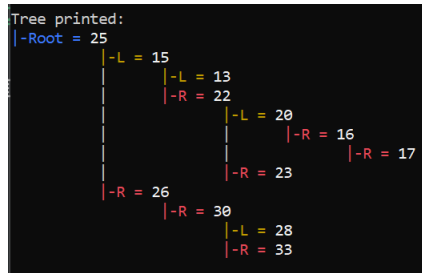 Tree printed:
|-Root = 25
|-L = 15
|-L = 13
|-R = 22
|-L = 20
|-R = 16
|-R = 17
|-R = 23
|-R = 26
|-R = 30
|-L = 28
|-R = 33